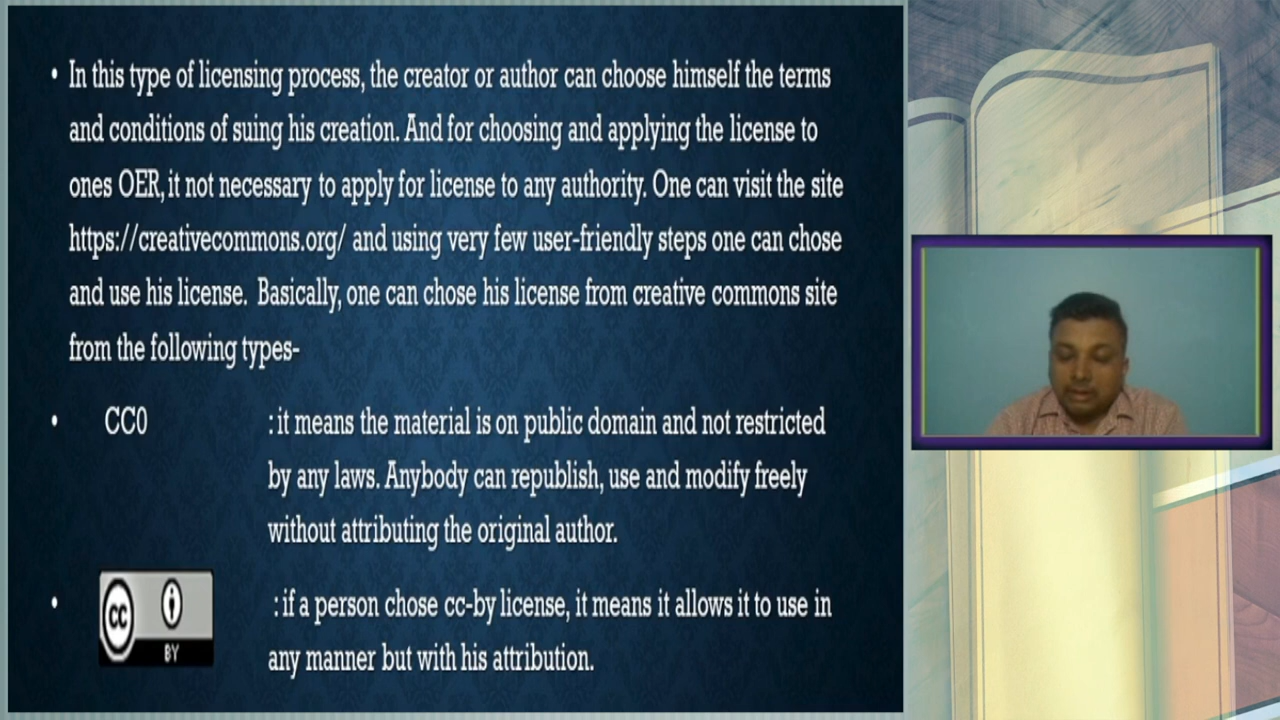 • In this type of licensing process, the creator or author can choose himself the terms
and conditions of suing his creation. And for choosing and applying the license to
ones OER, it not necessary to apply for license to any authority. One can visit the site
https://creativecommons.org/ and using very few user-friendly steps one can chose
and use his license. Basically, one can chose his license from creative commons site
from the following types-
• CC0 : it means the material is on public domain and not restricted
by any laws. Anybody can republish, use and modify freely
without attributing the original author.
• CC BY : if a person chose cc-by license, it means it allows it to use in
any manner but with his attribution.